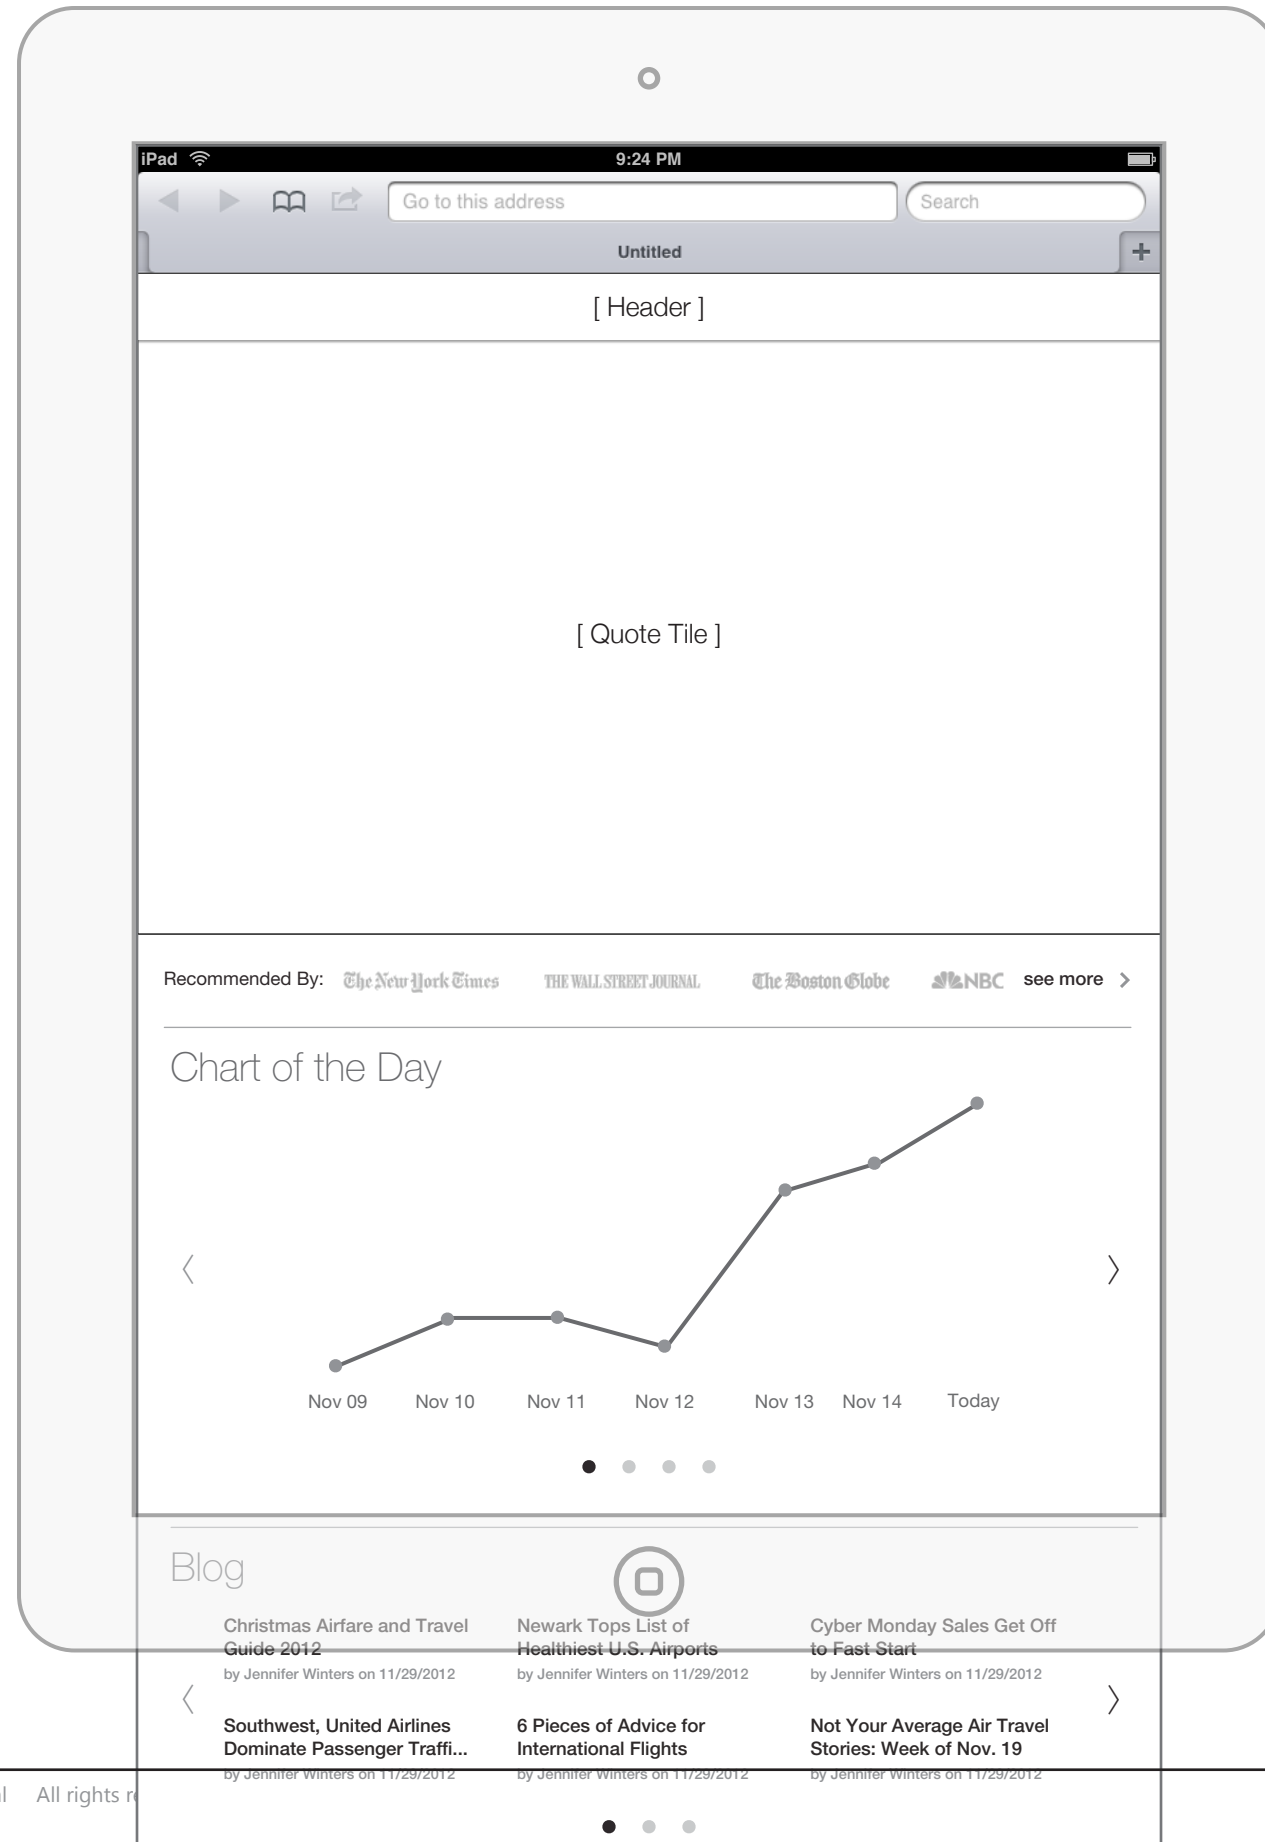 iPad 9:24 PM
Go to this address Search
Untitled
[ Header ]
[ Quote Tile ]
Recommended By: The New York Times THE WALL STREET JOURNAL The Boston Globe NBC see more
Chart of the Day
Nov 09 Nov 10 Nov 11 Nov 12 Nov 13 Nov 14 Today
Blog
Christmas Airfare and Travel
Guide 2012
by Jennifer Winters on 11/29/2012
Newark Tops List of
Healthiest U.S. Airports
by Jennifer Winters on 11/29/2012
Cyber Monday Sales Get Off
to Fast Start
by Jennifer Winters on 11/29/2012
Southwest, United Airlines
Dominate Passenger Traffi...
by Jennifer Winters on 11/29/2012
6 Pieces of Advice for
International Flights
by Jennifer Winters on 11/29/2012
Not Your Average Air Travel
Stories: Week of Nov. 19
by Jennifer Winters on 11/29/2012
All rights